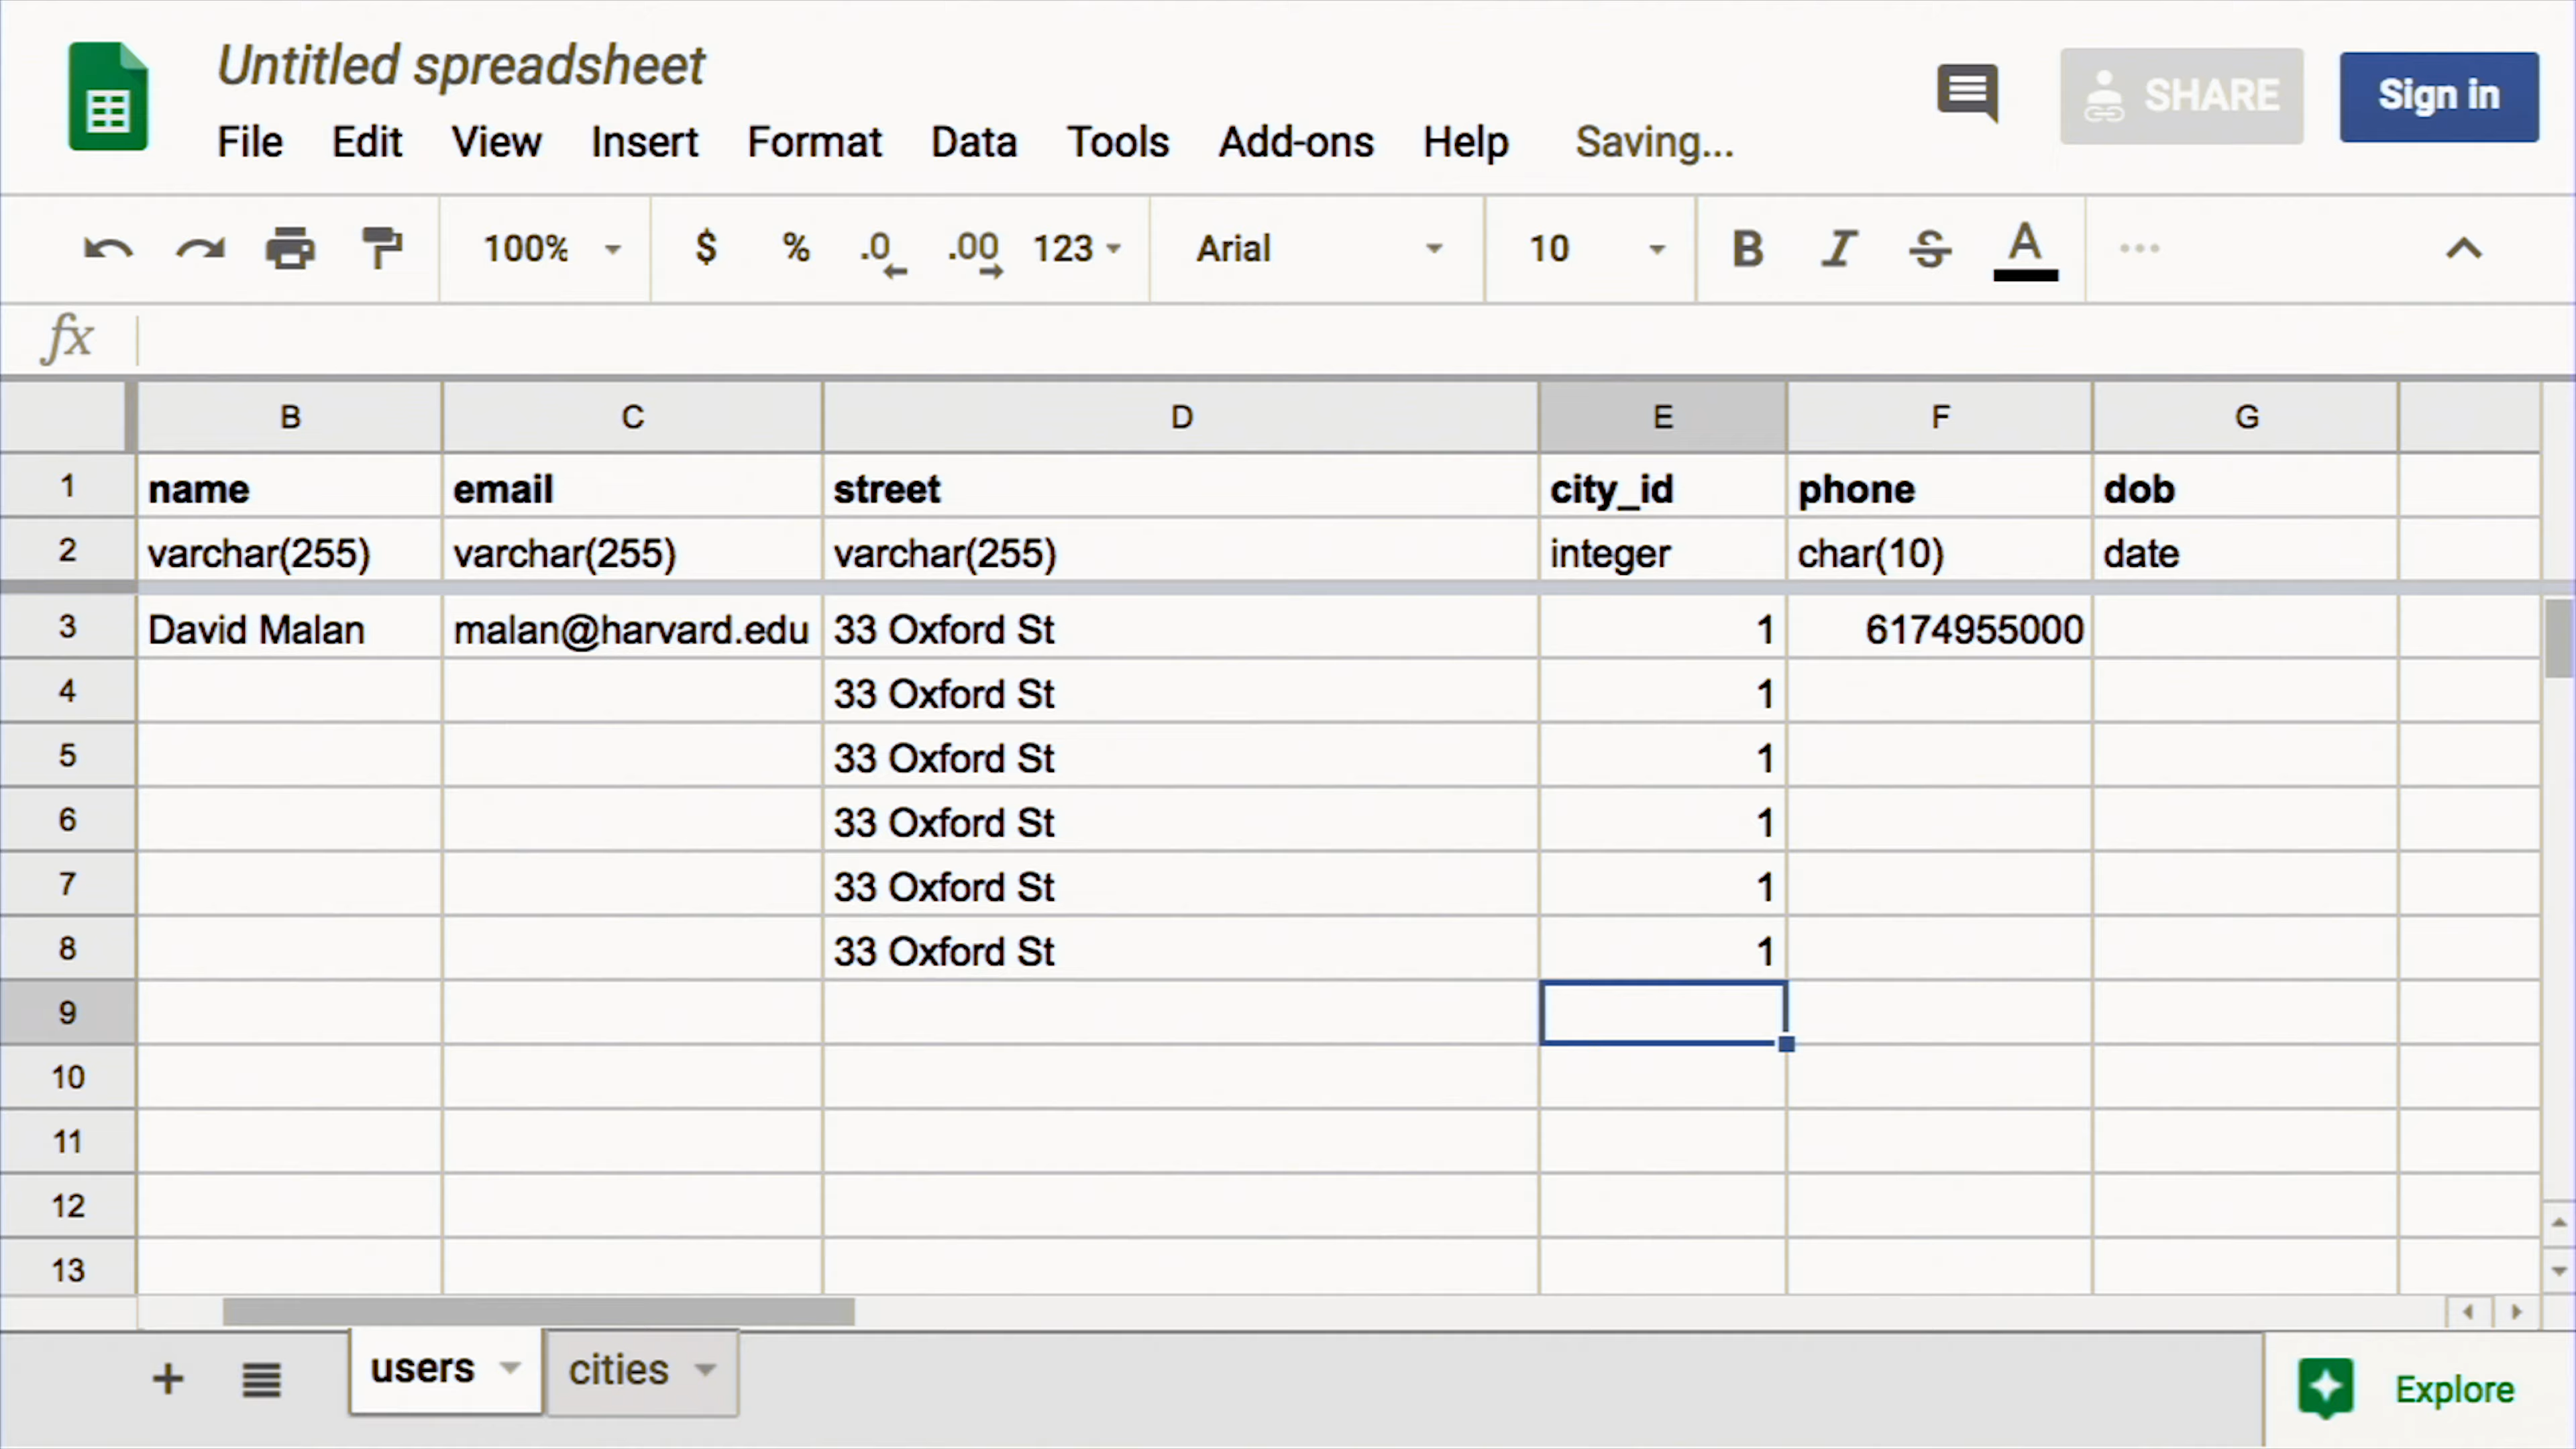 Untitled spreadsheet
File Edit View Insert Format Data Tools Add-ons Help Saving...
SHARE
Sign in
100% $ % .0 .00 123 Arial 10 B I S A
fx
B C D E F G
1 name email street city_id phone dob
2 varchar(255) varchar(255) varchar(255) integer char(10) date
3 David Malan malan@harvard.edu 33 Oxford St 1 6174955000
4 33 Oxford St 1
5 33 Oxford St 1
6 33 Oxford St 1
7 33 Oxford St 1
8 33 Oxford St 1
9
10
11
12
13
users cities Explore